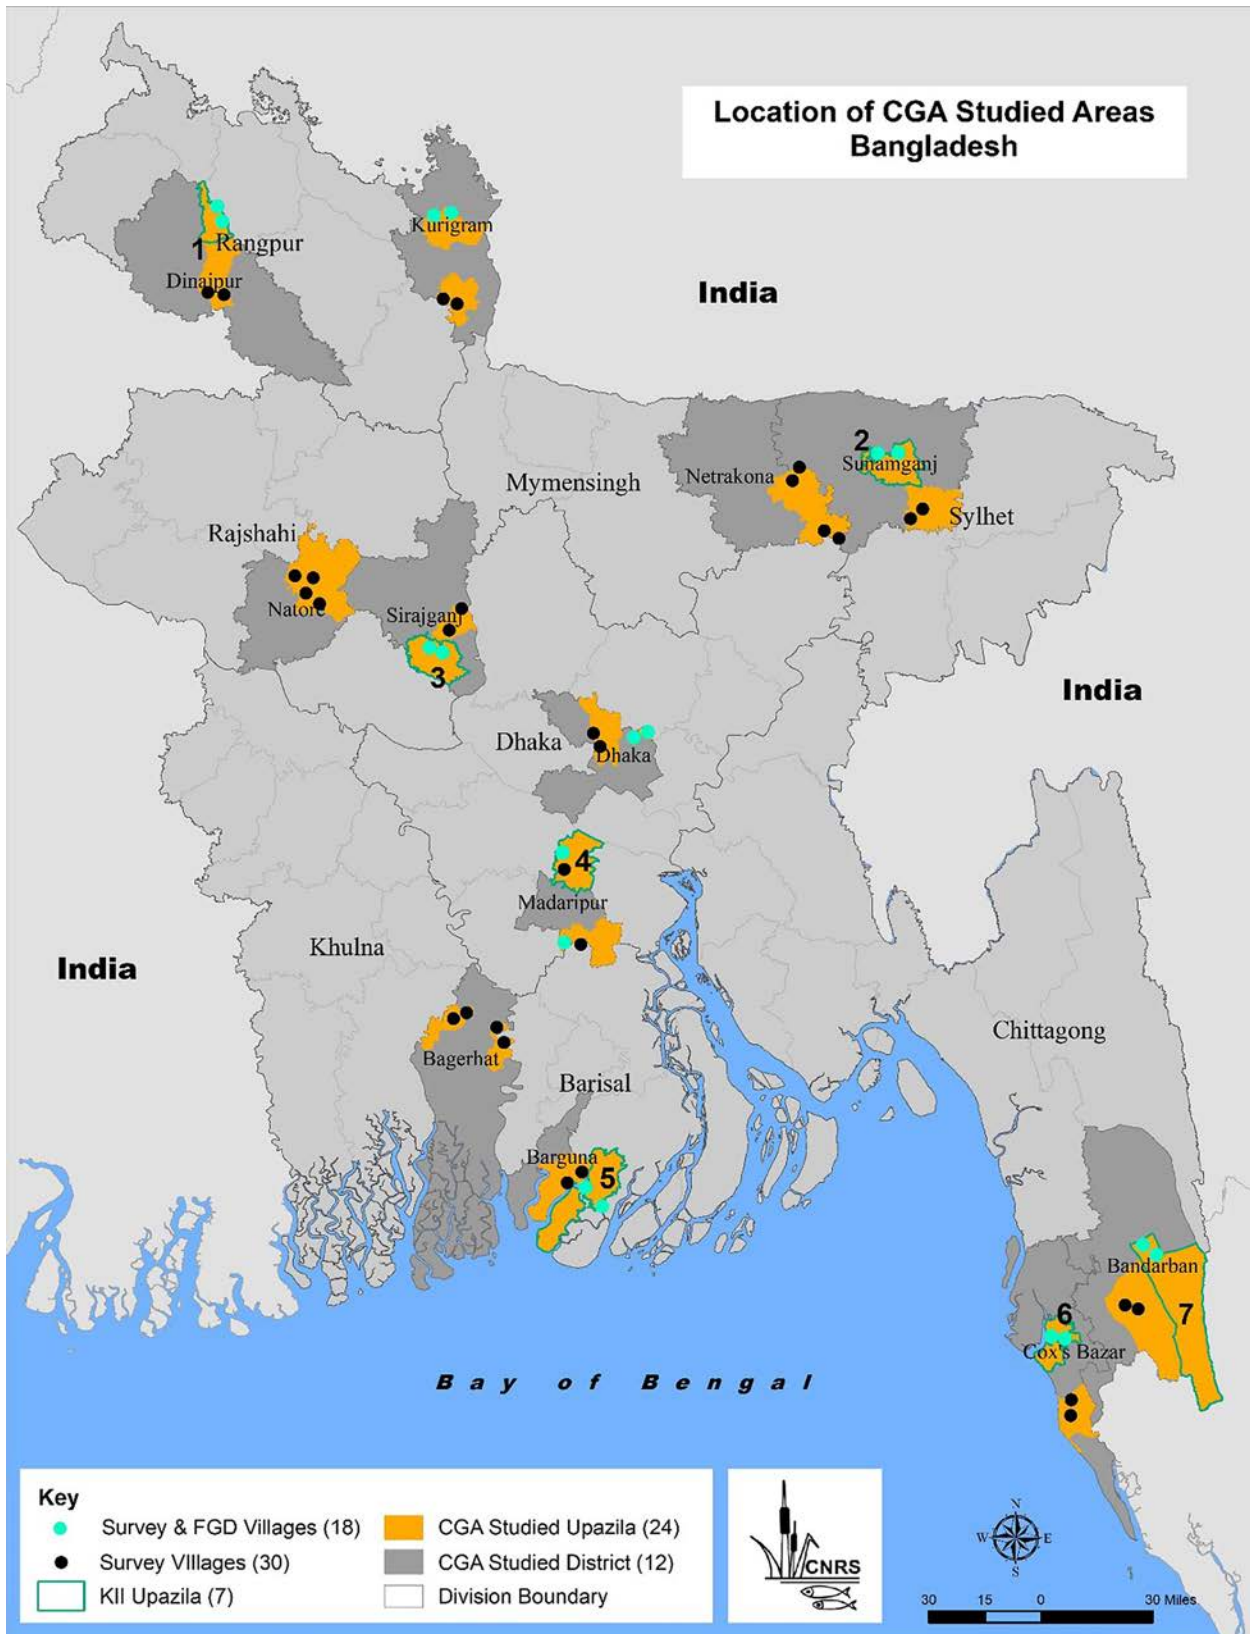 Location of CGA Studied Areas
Bangladesh
Kurigram
1
Rangpur
Dinajpur
India
2
Sunamganj
Netrakona
Mymensingh
Sylhet
Rajshahi
Natore
Sirajganj
3
India
Dhaka
Dhaka
4
Madaripur
Khulna
India
Chittagong
Bagerhat
Barisal
Barguna
5
Bandarban
6
7
Cox's Bazar
Bay of Bengal
Key
Survey & FGD Villages (18)
CGA Studied Upazila (24)
Survey VIllages (30)
CGA Studied District (12)
KII Upazila (7)
Division Boundary
CNRS
N
W
E
S
30 15 0 30 Miles